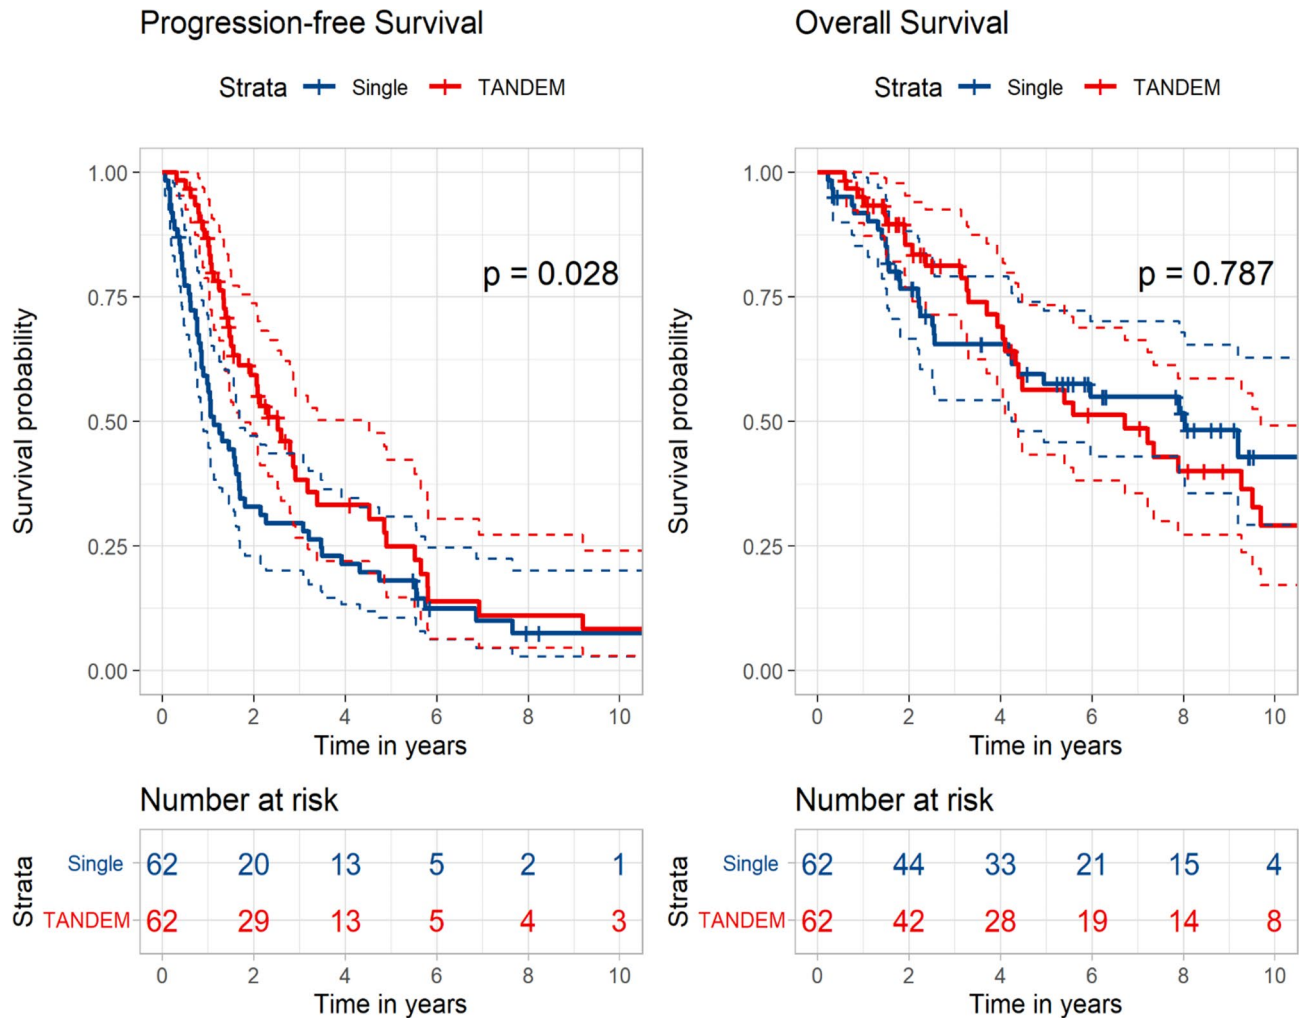 Progression-free Survival
Strata Single TANDEM
Survival probability
1.00
0.75
0.50
0.25
0.00
p = 0.028
0 2 4 6 8 10
Time in years
Number at risk
Strata
Single 62 20 13 5 2 1
TANDEM 62 29 13 5 4 3
0 2 4 6 8 10
Time in years
Overall Survival
Strata Single TANDEM
Survival probability
1.00
0.75
0.50
0.25
0.00
p = 0.787
0 2 4 6 8 10
Time in years
Number at risk
Strata
Single 62 44 33 21 15 4
TANDEM 62 42 28 19 14 8
0 2 4 6 8 10
Time in years